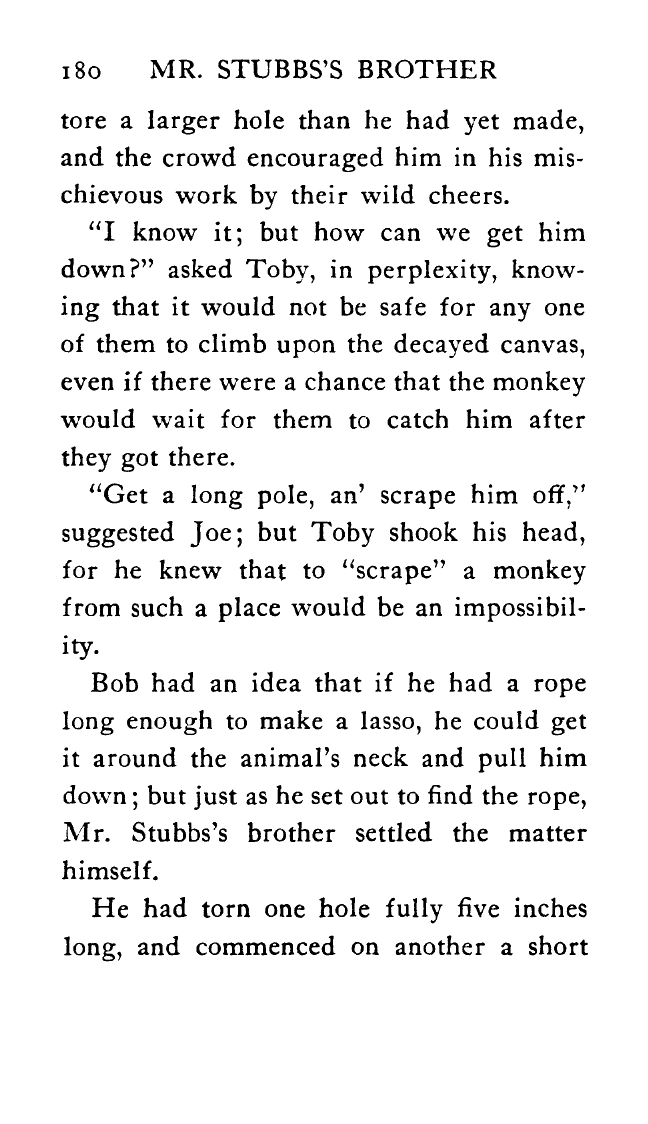 180 MR. STUBBS'S BROTHER
tore a larger hole than he had yet made,
and the crowd encouraged him in his mis-
chievous work by their wild cheers.
"I know it; but how can we get him
down?" asked Toby, in perplexity, know-
ing that it would not be safe for any one
of them to climb upon the decayed canvas,
even if there were a chance that the monkey
would wait for them to catch him after
they got there.
"Get a long pole, an' scrape him off,"
suggested Joe; but Toby shook his head,
for he knew that to "scrape" a monkey
from such a place would be an impossibil-
ity.
Bob had an idea that if he had a rope
long enough to make a lasso, he could get
it around the animal's neck and pull him
down; but just as he set out to find the rope,
Mr. Stubbs's brother settled the matter
himself.
He had torn one hole fully five inches
long, and commenced on another a short